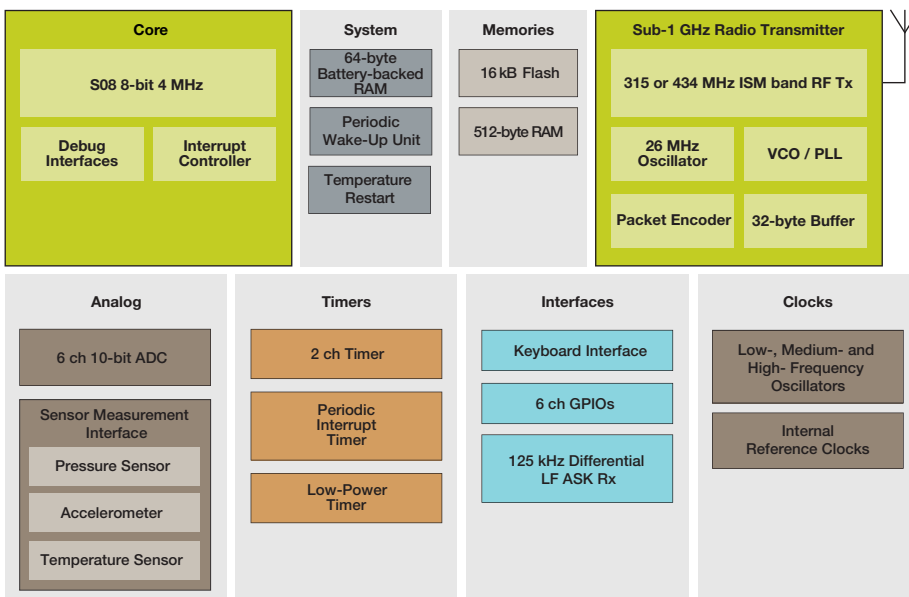 Core
S08 8-bit 4 MHz
Debug
Interfaces
Interrupt
Controller
System
64-byte
Battery-backed
RAM
Periodic
Wake-Up Unit
Temperature
Restart
Memories
16 kB Flash
512-byte RAM
Sub-1 GHz Radio Transmitter
315 or 434 MHz ISM band RF Tx
26 MHz
Oscillator
VCO / PLL
Packet Encoder
32-byte Buffer
Analog
6 ch 10-bit ADC
Sensor Measurement
Interface
Pressure Sensor
Accelerometer
Temperature Sensor
Timers
2 ch Timer
Periodic
Interrupt
Timer
Low-Power
Timer
Interfaces
Keyboard Interface
6 ch GPIOs
125 kHz Differential
LF ASK Rx
Clocks
Low-, Medium- and
High- Frequency
Oscillators
Internal
Reference Clocks